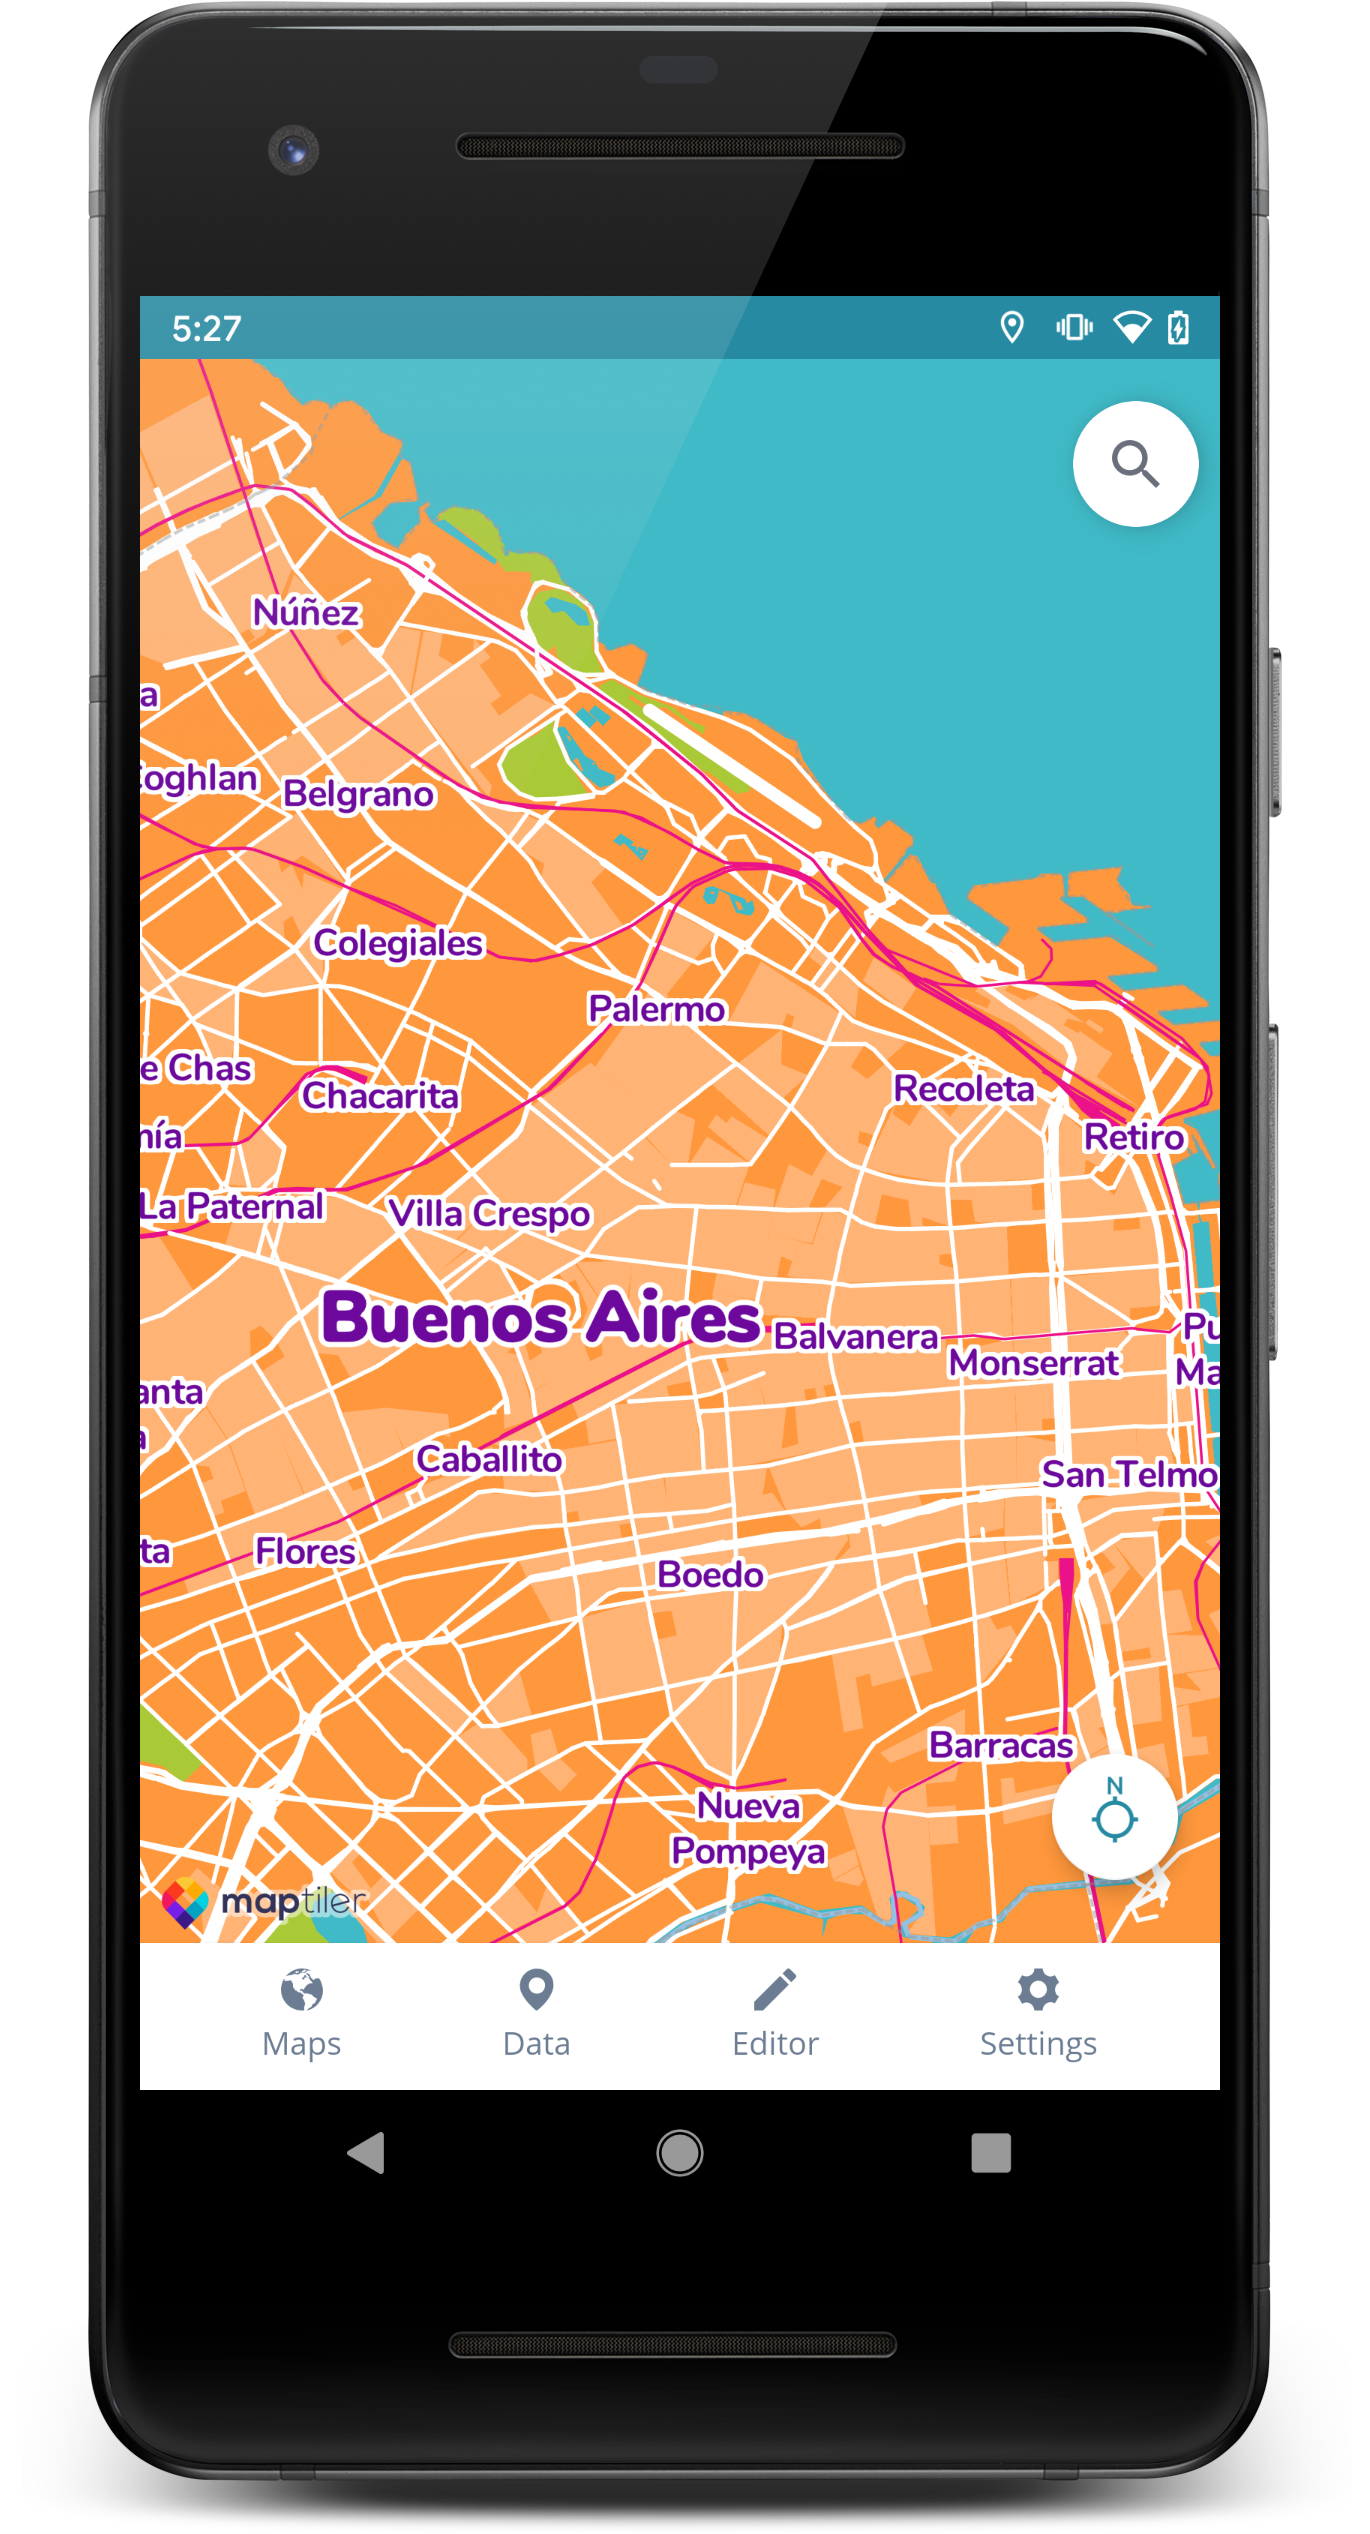 5:27
Núñez
a
Coghlan
Belgrano
Colegiales
Palermo
e Chas
Chacarita
Recoleta
nía
Retiro
La Paternal
Villa Crespo
Buenos Aires
Balvanera
Pu
Ma
Monserrat
anta
a
Caballito
San Telmo
ta
Flores
Boedo
Barracas
N
Nueva
Pompeya
maptiler
Maps
Data
Editor
Settings